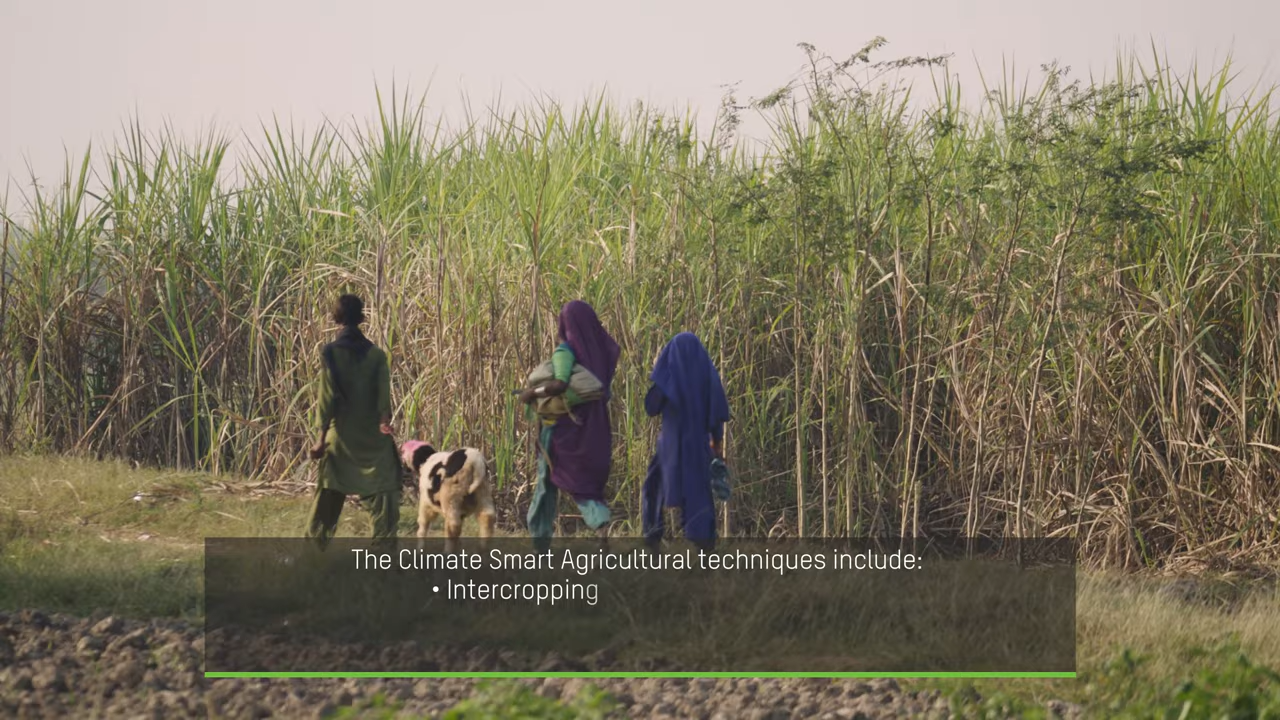 The Climate Smart Agricultural techniques include:
• Intercropping